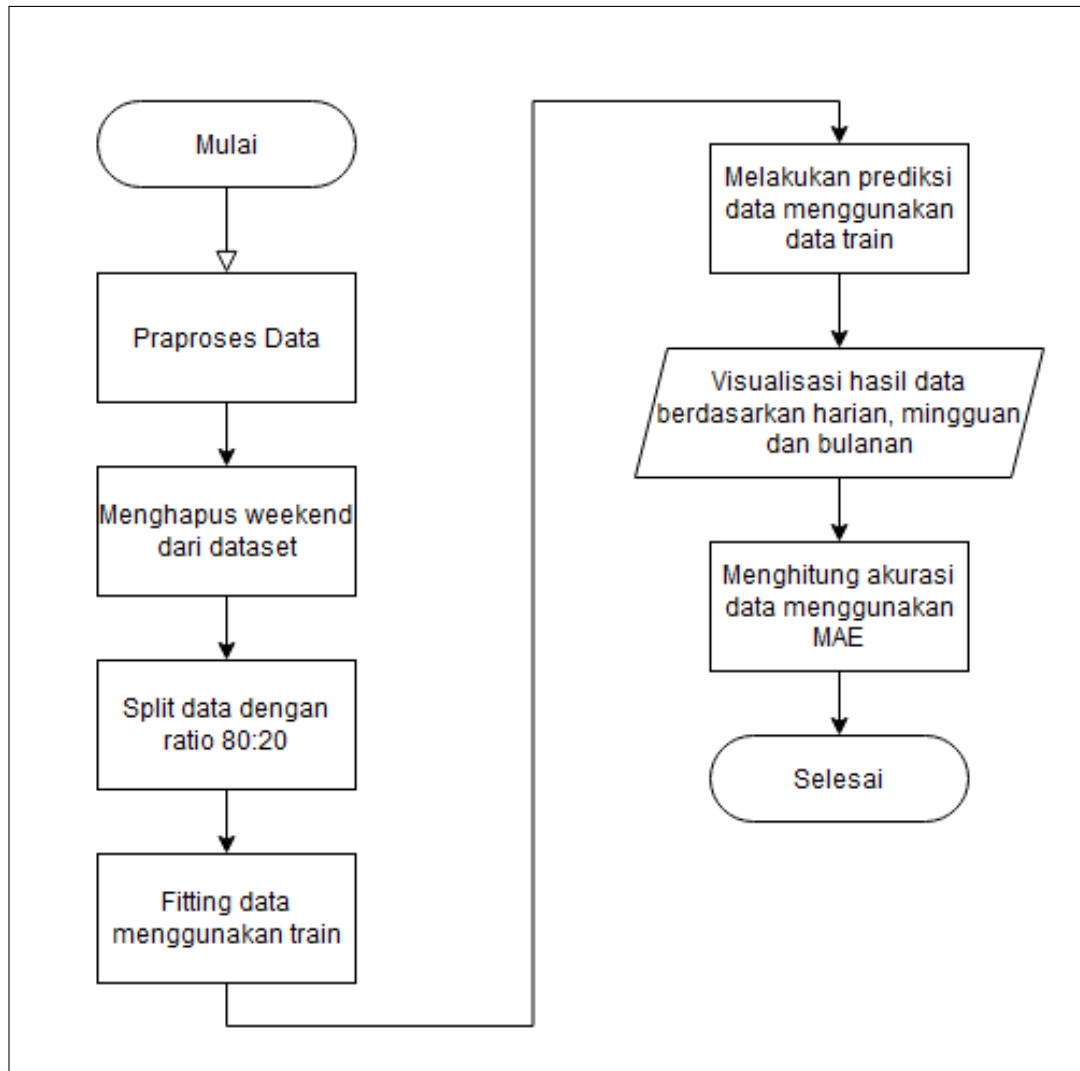 Mulai
Praproses Data
Menghapus weekend
dari dataset
Split data dengan
ratio 80:20
Fitting data
menggunakan train
Melakukan prediksi
data menggunakan
data train
Visualisasi hasil data
berdasarkan harian, mingguan
dan bulanan
Menghitung akurasi
data menggunakan
MAE
Selesai